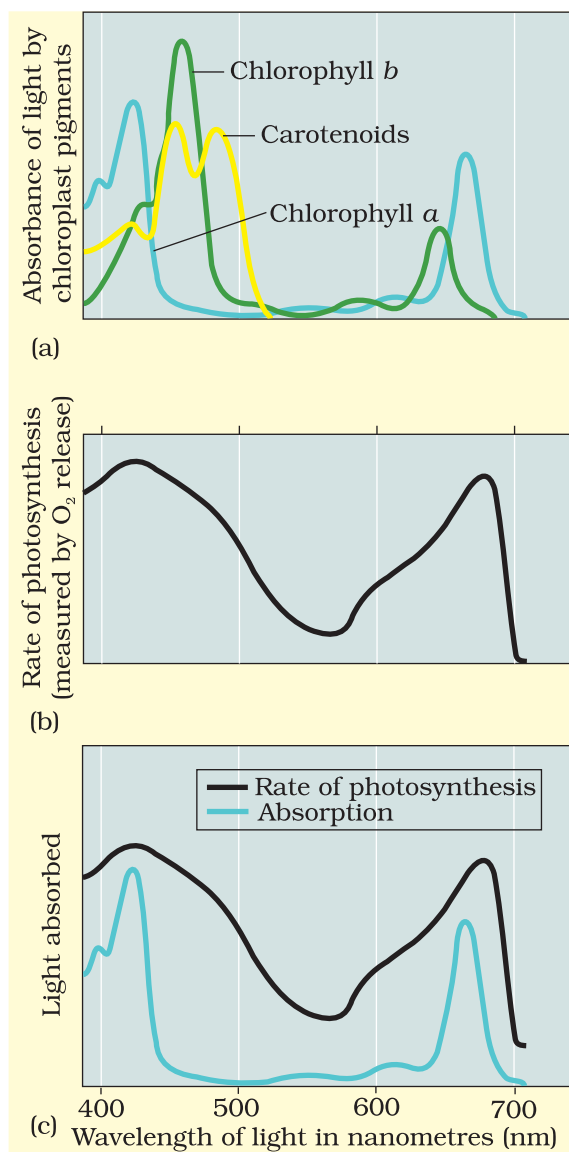 Absorbance of light by
chloroplast pigments
Chlorophyll b
Carotenoids
Chlorophyll a
(a)
Rate of photosynthesis
(measured by O₂ release)
(b)
Rate of photosynthesis
Absorption
Light absorbed
400 500 600 700
(c)
Wavelength of light in nanometres (nm)